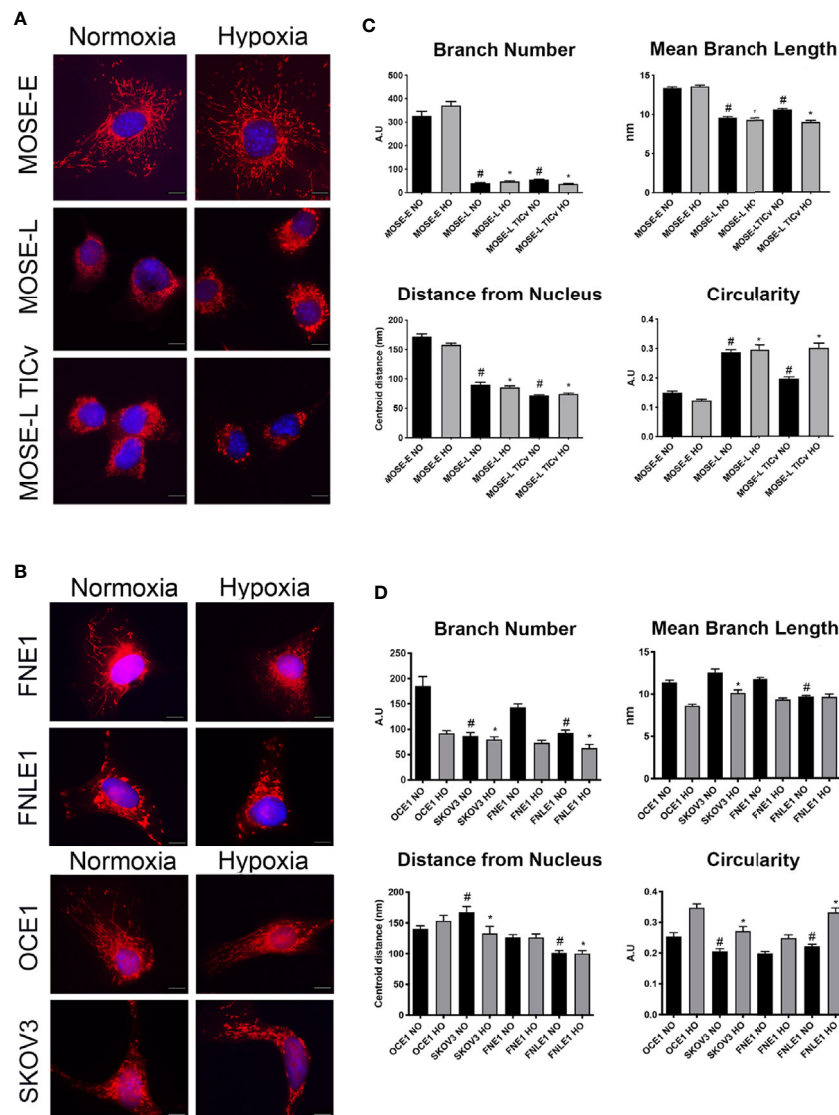 A
Normoxia Hypoxia
MOSE-E
MOSE-L
MOSE-L TICv
C
Branch Number
A.U
500
400
300
200
100
0
# * # *
MOSE-E NO
MOSE-E HO
MOSE-L NO
MOSE-L HO
MOSE-L TICv NO
MOSE-L TICv HO
Mean Branch Length
nm
15
10
5
0
# * # *
MOSE-E NO
MOSE-E HO
MOSE-L NO
MOSE-L HO
MOSE-LTICv NO
MOSE-L TICv HO
Distance from Nucleus
Centroid distance (nm)
200
150
100
50
0
# * # *
MOSE-E NO
MOSE-E HO
MOSE-L NO
MOSE-L HO
MOSE-L TICv NO
MOSE-L TICv HO
Circularity
A.U
0.4
0.3
0.2
0.1
0.0
# * # *
MOSE-E NO
MOSE-E HO
MOSE-L NO
MOSE-L HO
MOSE-L TICv NO
MOSE-L TICv HO
B
Normoxia Hypoxia
FNE1
FNLE1
Normoxia Hypoxia
OCE1
SKOV3
D
Branch Number
A.U
250
200
150
100
50
0
# * # *
OCE1 NO
OCE1 HO
SKOV3 NO
SKOV3 HO
FNE1 NO
FNE1 HO
FNLE1 NO
FNLE1 HO
Mean Branch Length
nm
15
10
5
0
* #
OCE1 NO
OCE1 HO
SKOV3 NO
SKOV3 HO
FNE1 NO
FNE1 HO
FNLE1 NO
FNLE1 HO
Distance from Nucleus
Centroid distance (nm)
200
150
100
50
0
# * # *
OCE1 NO
OCE1 HO
SKOV3 NO
SKOV3 HO
FNE1 NO
FNE1 HO
FNLE1 NO
FNLE1 HO
Circularity
A.U
0.4
0.3
0.2
0.1
0.0
# * # *
OCE1 NO
OCE1 HO
SKOV3 NO
SKOV3 HO
FNE1 NO
FNE1 HO
FNLE1 NO
FNLE1 HO